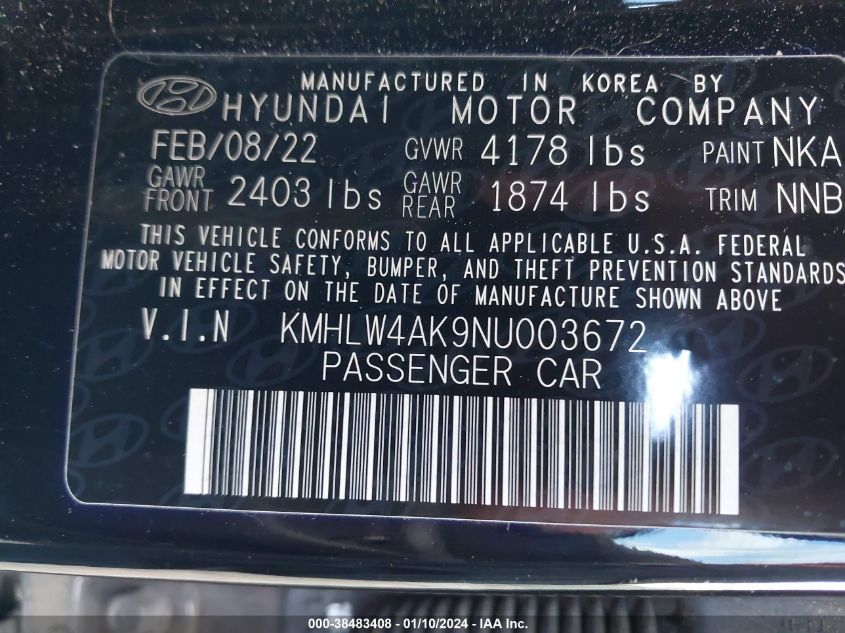 MANUFACTURED IN KOREA BY
HYUNDAI MOTOR COMPANY
FEB/08/22 GVWR 4178 lbs PAINT NKA
GAWR FRONT 2403 lbs GAWR REAR 1874 lbs TRIM NNB
THIS VEHICLE CONFORMS TO ALL APPLICABLE U.S.A. FEDERAL
MOTOR VEHICLE SAFETY, BUMPER, AND THEFT PREVENTION STANDARDS
IN EFFECT ON THE DATE OF MANUFACTURE SHOWN ABOVE
V.I.N KMHLW4AK9NU003672
PASSENGER CAR
000-38483408 - 01/10/2024 - IAA Inc.